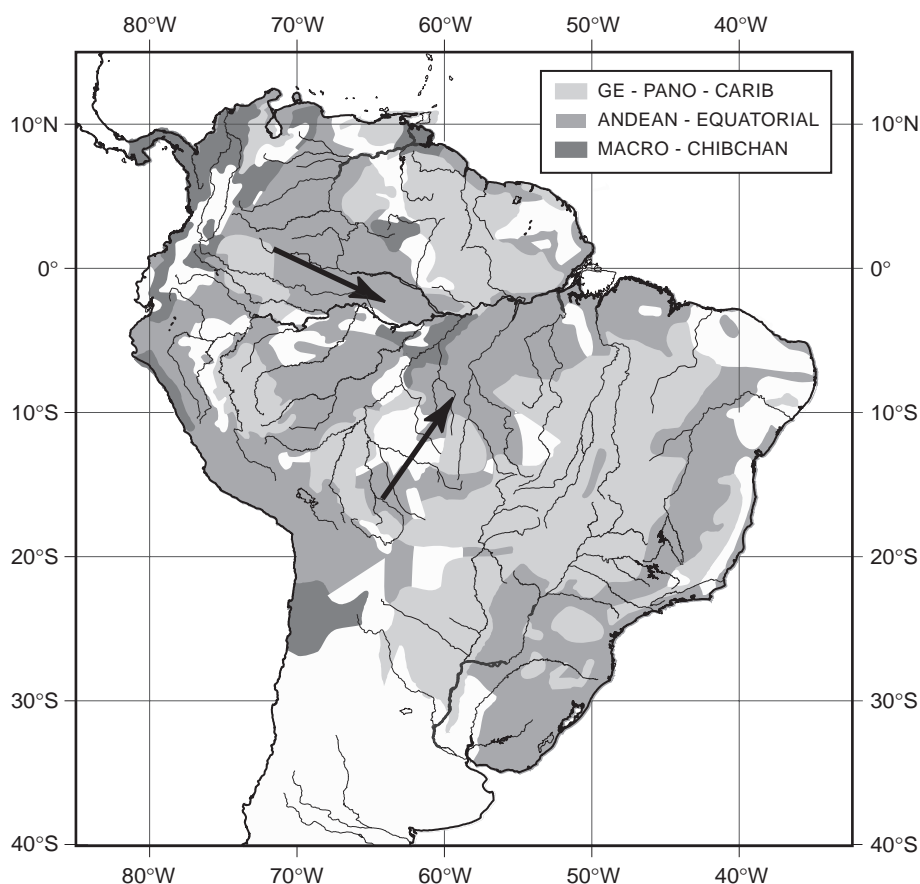 80°W 70°W 60°W 50°W 40°W
GE - PANO - CARIB
ANDEAN - EQUATORIAL
MACRO - CHIBCHAN
10°N 10°N
0° 0°
10°S 10°S
20°S 20°S
30°S 30°S
40°S 40°S
80°W 70°W 60°W 50°W 40°W